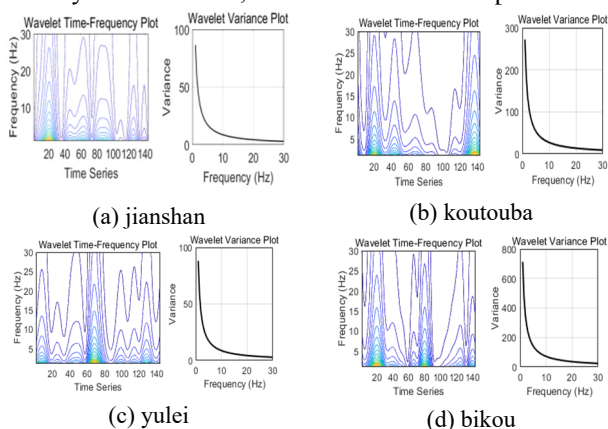 Wavelet Time-Frequency Plot
Frequency (Hz)
30
20
10
20 40 60 80 100 120 140
Time Series
Wavelet Variance Plot
Variance
100
50
0
0 10 20 30
Frequency (Hz)
(a) jianshan
Wavelet Time-Frequency Plot
Frequency (Hz)
30
25
20
15
10
5
20 40 60 80 100 120 140
Time Series
Wavelet Variance Plot
Variance
300
200
100
0
0 10 20 30
Frequency (Hz)
(b) koutouba
Wavelet Time-Frequency Plot
Frequency (Hz)
30
25
20
15
10
5
20 40 60 80 100 120 140
Time Series
Wavelet Variance Plot
Variance
100
50
0
0 10 20 30
Frequency (Hz)
(c) yulei
Wavelet Time-Frequency Plot
Frequency (Hz)
30
25
20
15
10
5
20 40 60 80 100 120 140
Time Series
Wavelet Variance Plot
Variance
800
600
400
200
0
0 10 20 30
Frequency (Hz)
(d) bikou